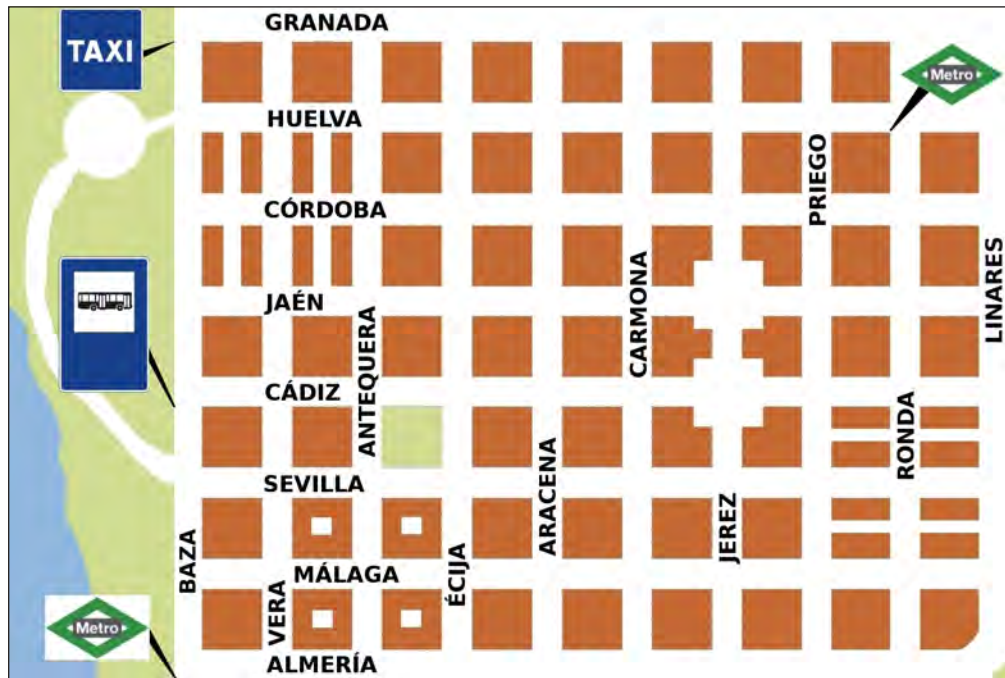 GRANADA
TAXI
Metro
HUELVA
PRIEGO
CÓRDOBA
LINARES
CARMONA
JAÉN
ANTEQUERA
CÁDIZ
RONDA
ARACENA
SEVILLA
JEREZ
BAZA
ÉCIJA
MÁLAGA
VERA
Metro
ALMERÍA